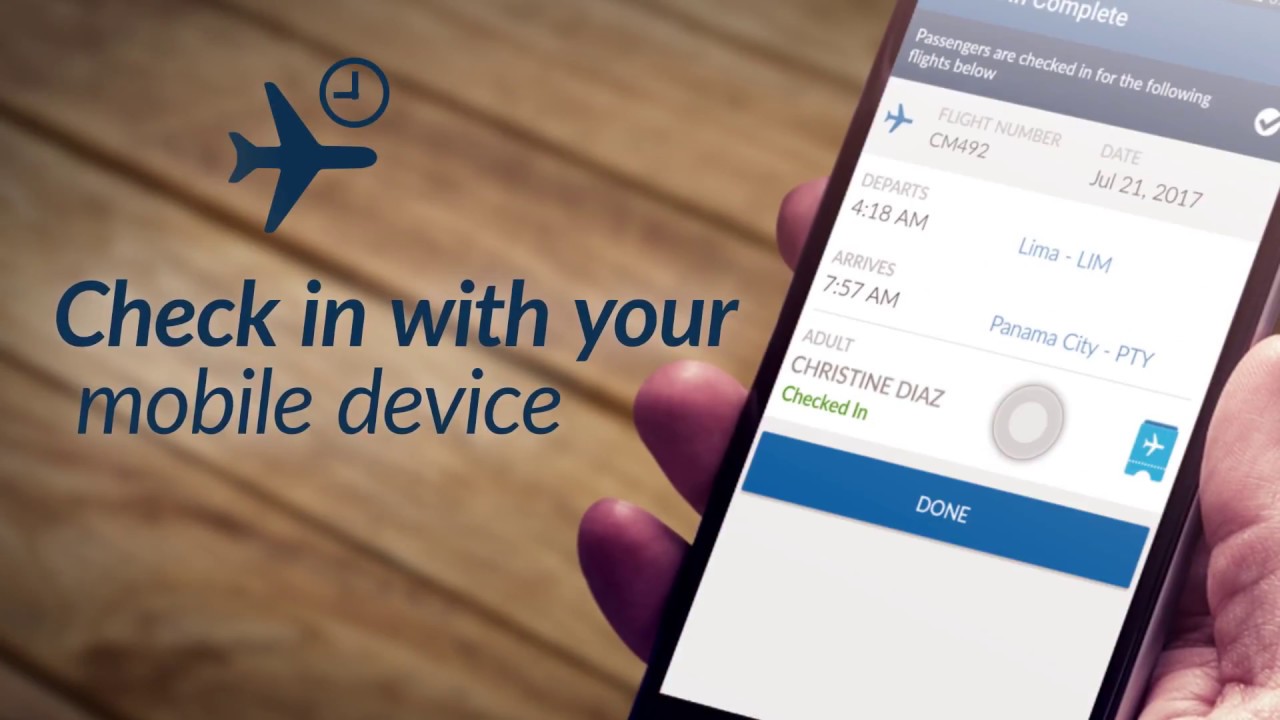 Check in with your
mobile device
Complete
Passengers are checked in for the following
flights below
FLIGHT NUMBER
CM492
DATE
Jul 21, 2017
DEPARTS
4:18 AM
Lima - LIM
ARRIVES
7:57 AM
Panama City - PTY
ADULT
CHRISTINE DIAZ
Checked In
DONE